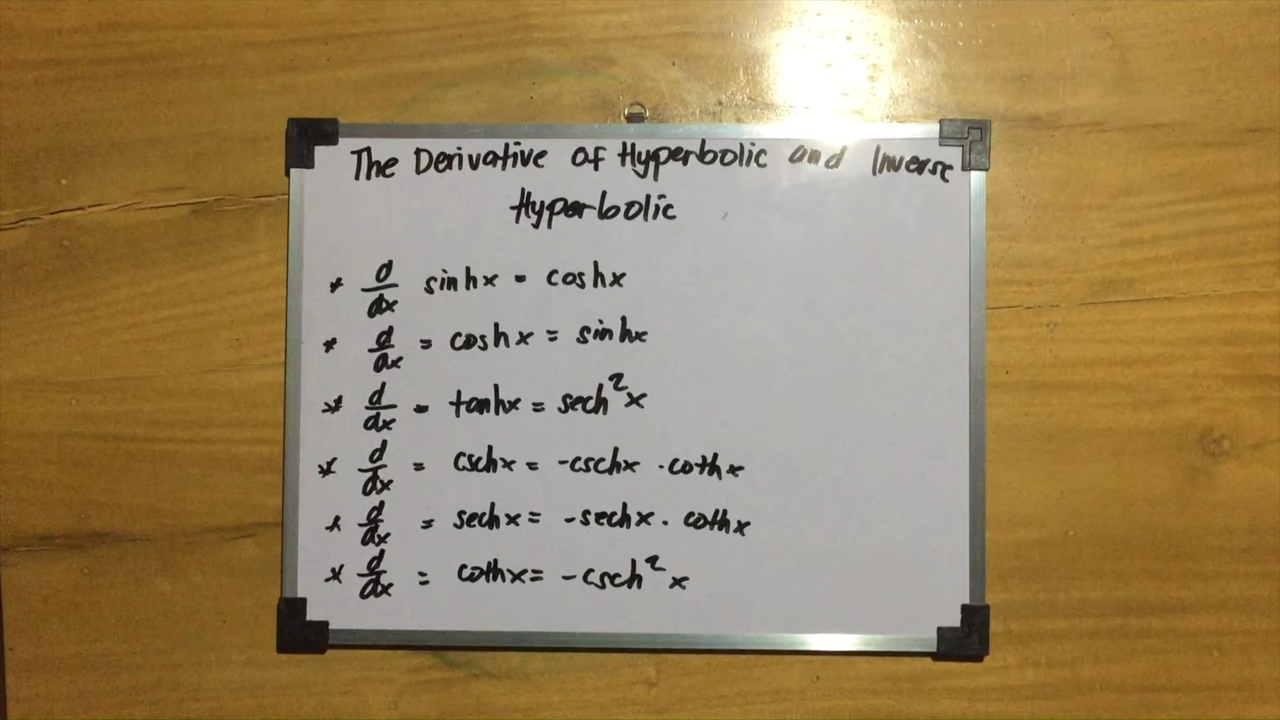 The Derivative of Hyperbolic and Inverse
Hyperbolic
* d/dx sinhx = coshx
* d/dx = coshx = sinhx
* d/dx = tanhx = sech²x
* d/dx = cschx = -cschx · cothx
* d/dx = sechx = -sechx · cothx
* d/dx = cothx = -csch²x